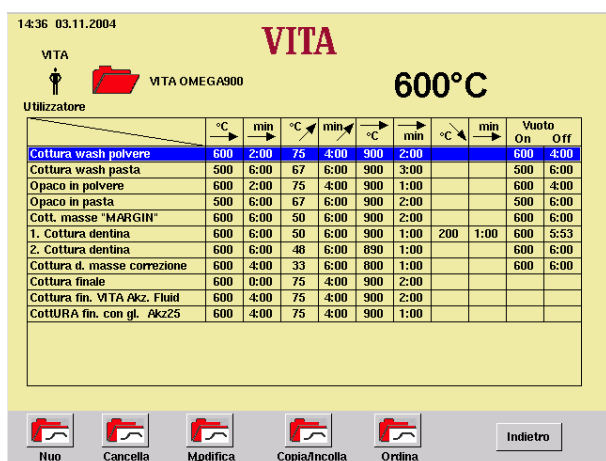 14:36 03.11.2004
VITA
VITA
VITA OMEGA900
600°C
Utilizzatore
°C min °C min °C min °C min Vuoto
On Off
Cottura wash polvere 600 2:00 75 4:00 900 2:00 600 4:00
Cottura wash pasta 500 6:00 67 6:00 900 3:00 500 6:00
Opaco in polvere 600 2:00 75 4:00 900 1:00 600 4:00
Opaco in pasta 500 6:00 67 6:00 900 2:00 500 6:00
Cott. masse "MARGIN" 600 6:00 50 6:00 900 2:00 600 6:00
1. Cottura dentina 600 6:00 50 6:00 900 1:00 200 1:00 600 5:53
2. Cottura dentina 600 6:00 48 6:00 890 1:00 600 6:00
Cottura d. masse correzione 600 4:00 33 6:00 800 1:00 600 6:00
Cottura finale 600 0:00 75 4:00 900 2:00
Cottura fin. VITA Akz. Fluid 600 4:00 75 4:00 900 2:00
CottURA fin. con gl. Akz25 600 4:00 75 4:00 900 1:00
Nuo Cancella Modifica Copia/Incolla Ordina Indietro